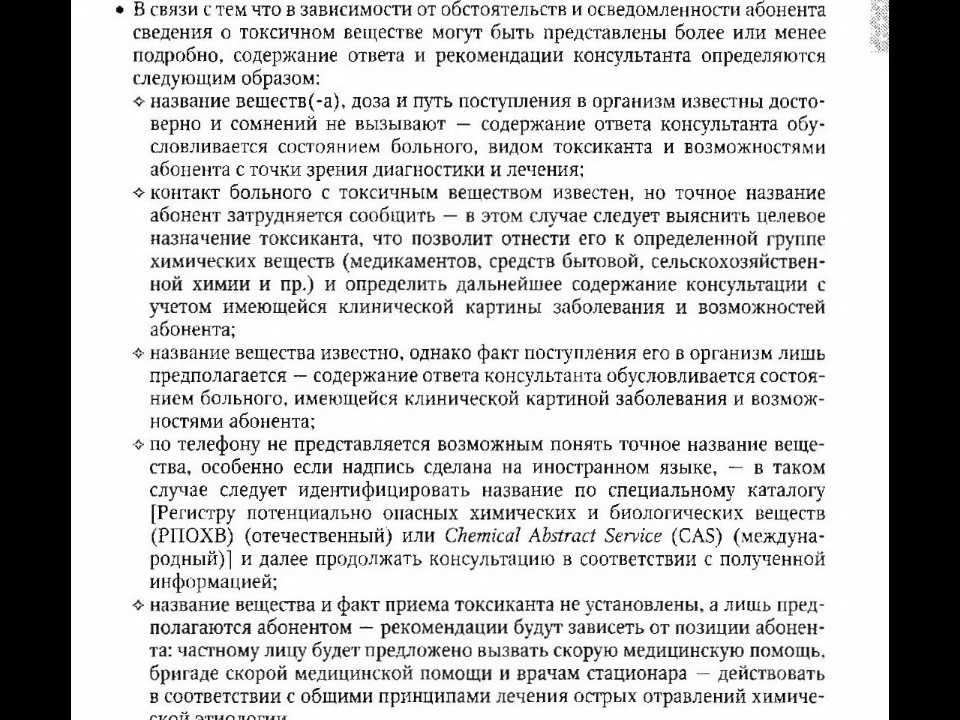 • В связи с тем что в зависимости от обстоятельств и осведомленности абонента
сведения о токсичном веществе могут быть представлены более или менее
подробно, содержание ответа и рекомендации консультанта определяются
следующим образом:
✧ название веществ(-а), доза и путь поступления в организм известны досто-
верно и сомнений не вызывают — содержание ответа консультанта обу-
словливается состоянием больного, видом токсиканта и возможностями
абонента с точки зрения диагностики и лечения;
✧ контакт больного с токсичным веществом известен, но точное название
абонент затрудняется сообщить — в этом случае следует выяснить целевое
назначение токсиканта, что позволит отнести его к определенной группе
химических веществ (медикаментов, средств бытовой, сельскохозяйствен-
ной химии и пр.) и определить дальнейшее содержание консультации с
учетом имеющейся клинической картины заболевания и возможностей
абонента;
✧ название вещества известно, однако факт поступления его в организм лишь
предполагается — содержание ответа консультанта обусловливается состоя-
нием больного, имеющейся клинической картиной заболевания и возмож-
ностями абонента;
✧ по телефону не представляется возможным понять точное название веще-
ства, особенно если надпись сделана на иностранном языке, — в таком
случае следует идентифицировать название по специальному каталогу
[Регистру потенциально опасных химических и биологических веществ
(РПОХВ) (отечественный) или Chemical Abstract Service (CAS) (междуна-
родный)] и далее продолжать консультацию в соответствии с полученной
информацией;
✧ название вещества и факт приема токсиканта не установлены, а лишь пред-
полагаются абонентом — рекомендации будут зависеть от позиции абонен-
та: частному лицу будет предложено вызвать скорую медицинскую помощь,
бригаде скорой медицинской помощи и врачам стационара — действовать
в соответствии с общими принципами лечения острых отравлений химиче-
ской этиологии.